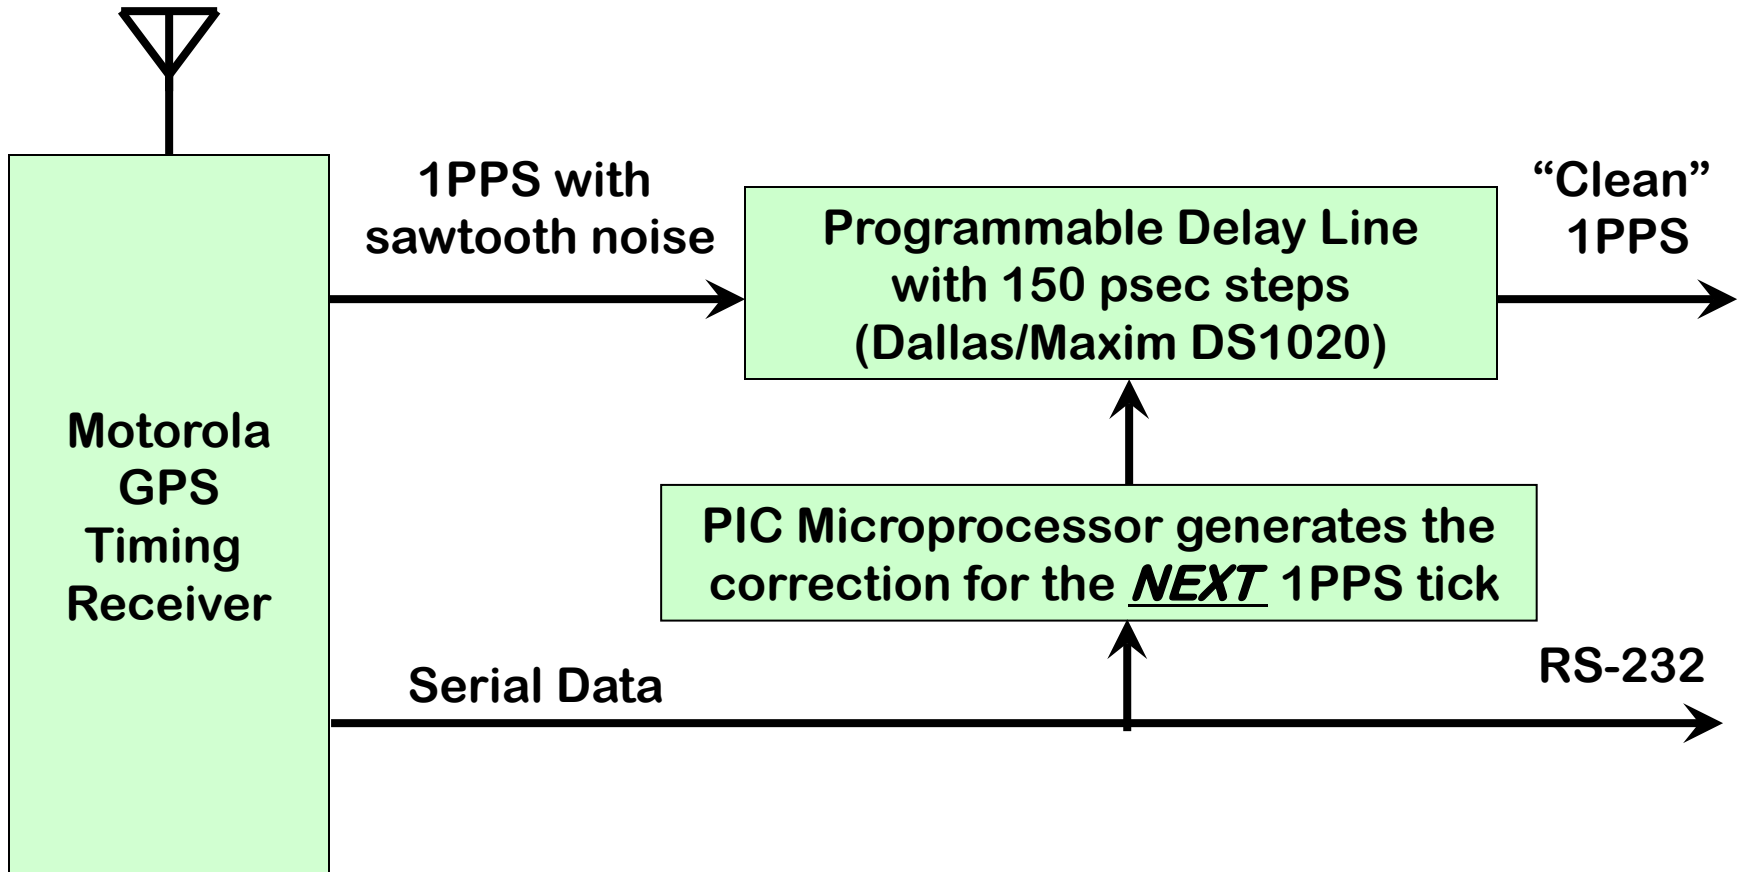 1PPS with
sawtooth noise
Programmable Delay Line
with 150 psec steps
(Dallas/Maxim DS1020)
“Clean”
1PPS
Motorola
GPS
Timing
Receiver
PIC Microprocessor generates the
correction for the NEXT 1PPS tick
Serial Data
RS-232